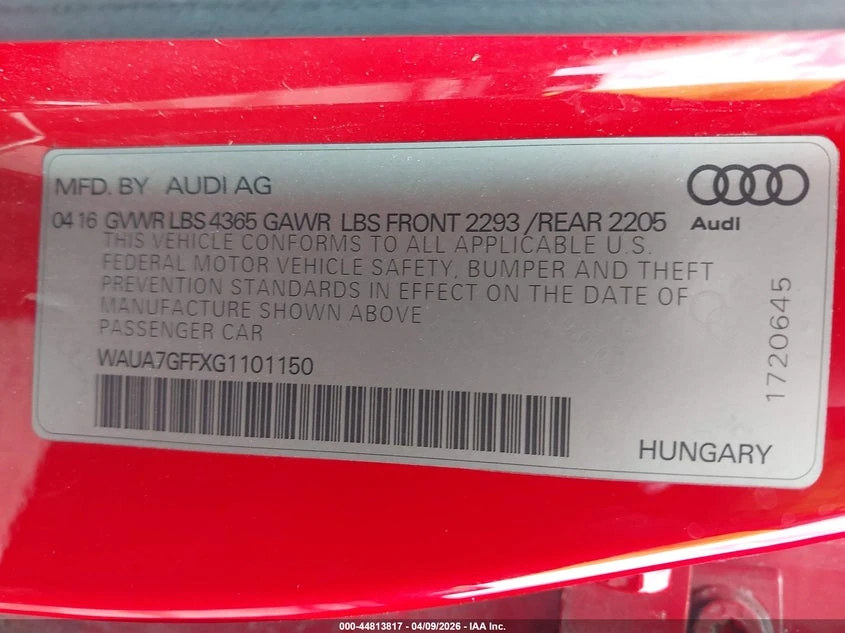 MFD. BY AUDI AG
Audi
04 16 GVWR LBS 4365 GAWR LBS FRONT 2293 /REAR 2205
THIS VEHICLE CONFORMS TO ALL APPLICABLE U.S.
FEDERAL MOTOR VEHICLE SAFETY, BUMPER AND THEFT
PREVENTION STANDARDS IN EFFECT ON THE DATE OF
MANUFACTURE SHOWN ABOVE
PASSENGER CAR
WAUA7GFFXG1101150
1720645
HUNGARY
000-44813817 - 04/09/2026 - IAA Inc.